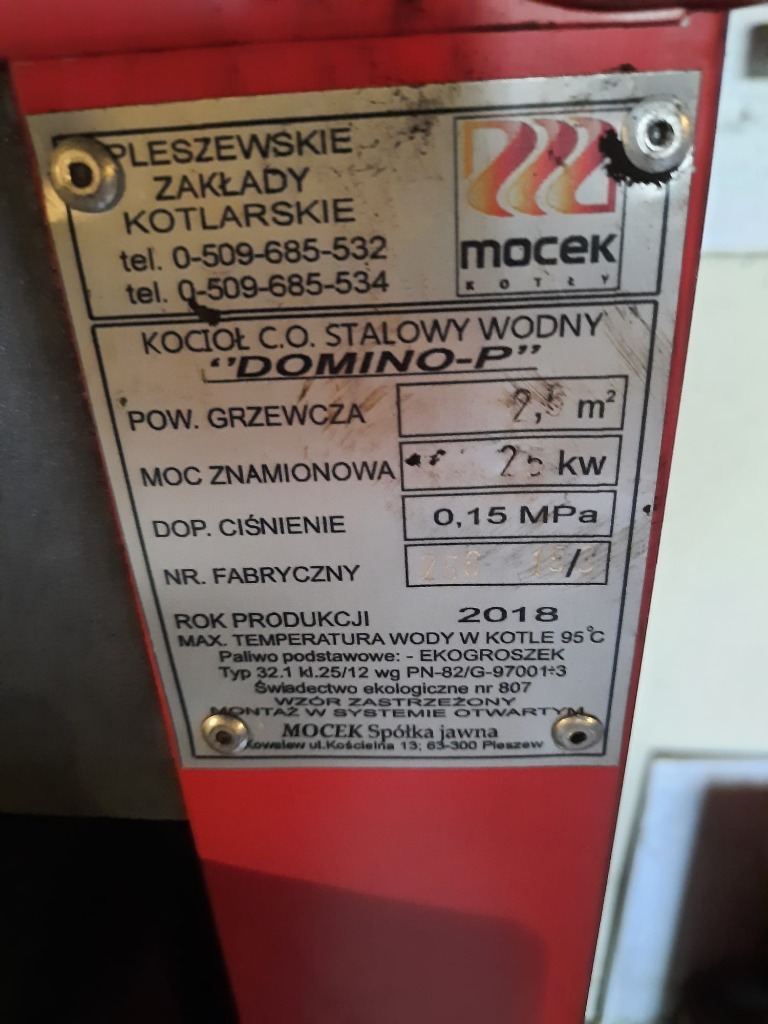 PLESZEWSKIE
ZAKŁADY
KOTLARSKIE
tel. 0-509-685-532
tel. 0-509-685-534
mocek
KOTŁY
KOCIOŁ C.O. STALOWY WODNY
"DOMINO-P"
POW. GRZEWCZA 2,5 m²
MOC ZNAMIONOWA 25 kw
DOP. CIŚNIENIE 0,15 MPa
NR. FABRYCZNY /
ROK PRODUKCJI 2018
MAX. TEMPERATURA WODY W KOTLE 95°C
Paliwo podstawowe: - EKOGROSZEK
Typ 32.1 kl.25/12 wg PN-82/G-97001÷3
Świadectwo ekologiczne nr 807
WZÓR ZASTRZEŻONY
MONTAŻ W SYSTEMIE OTWARTYM
MOCEK Spółka jawna
Kowalew ul.Kościelna 13; 63-300 Pleszew